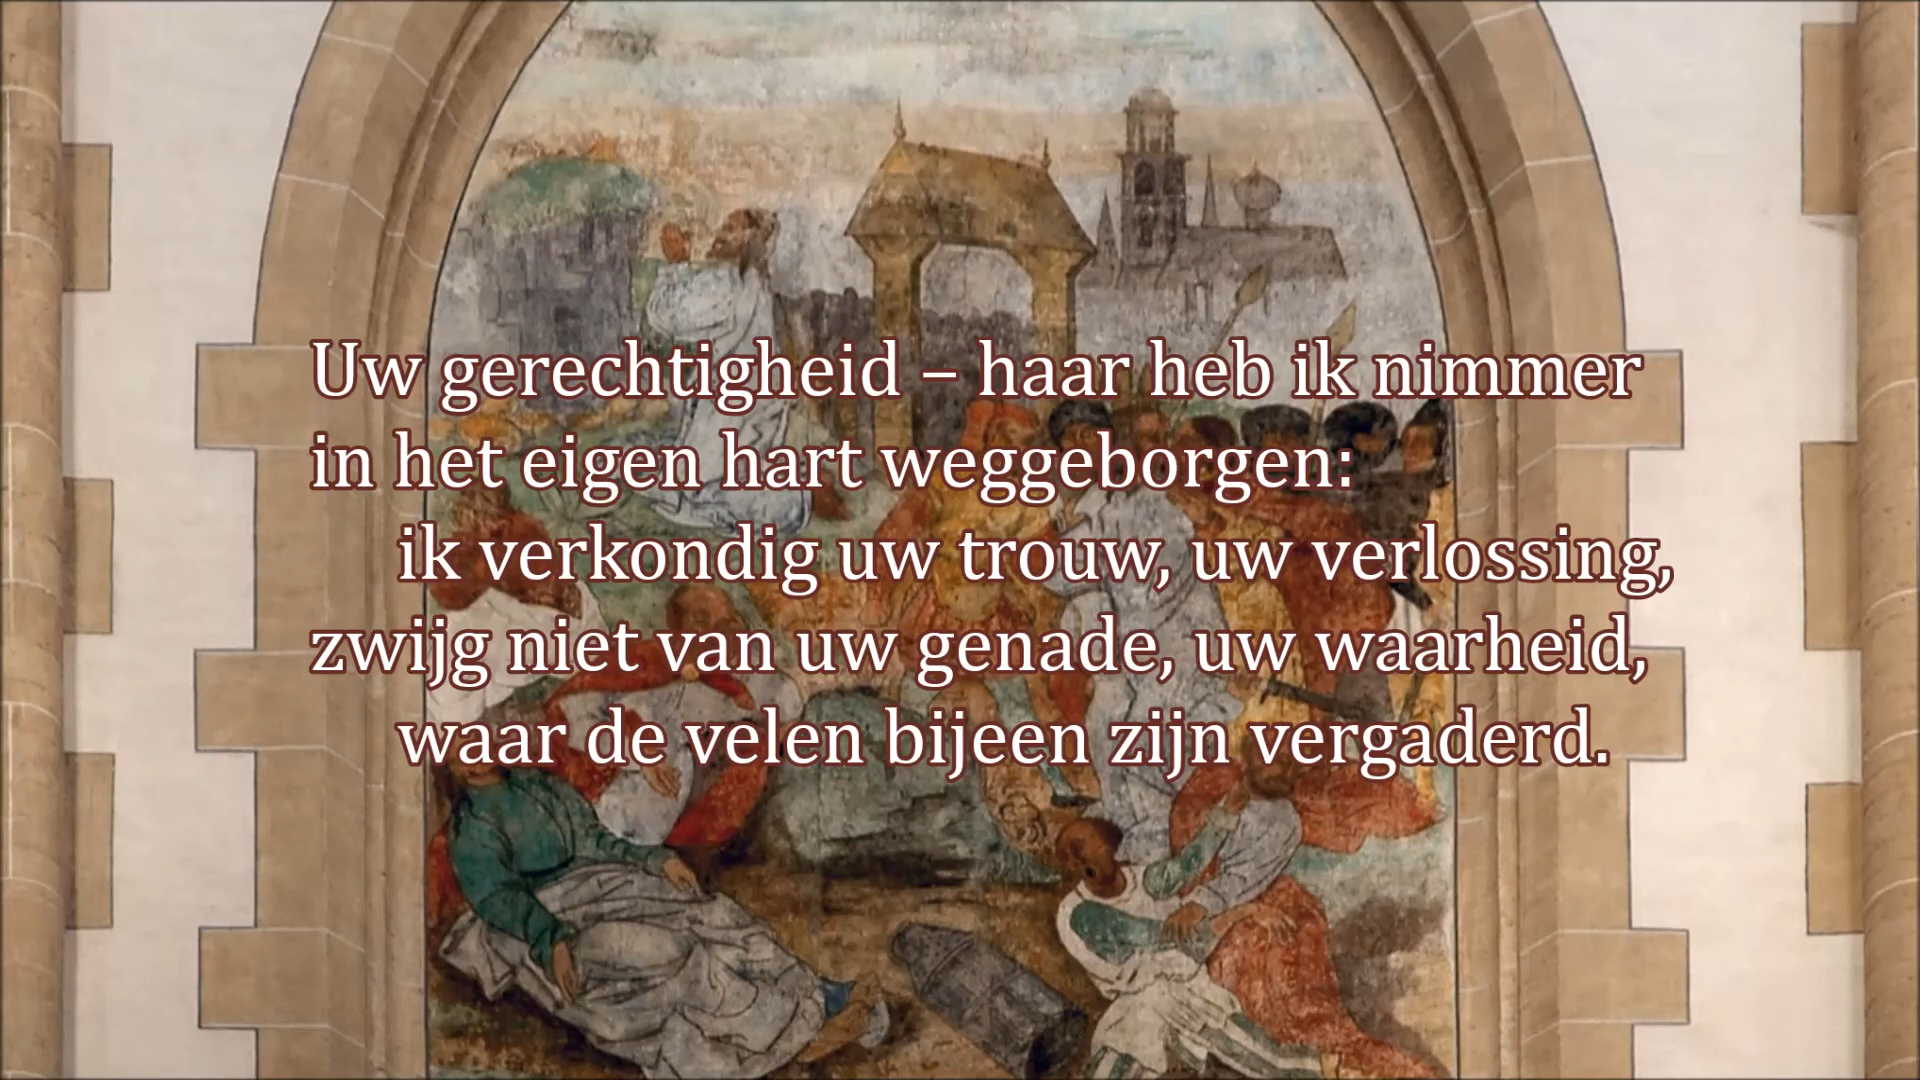 Uw gerechtigheid – haar heb ik nimmer
in het eigen hart weggeborgen:
ik verkondig uw trouw, uw verlossing,
zwijg niet van uw genade, uw waarheid,
waar de velen bijeen zijn vergaderd.